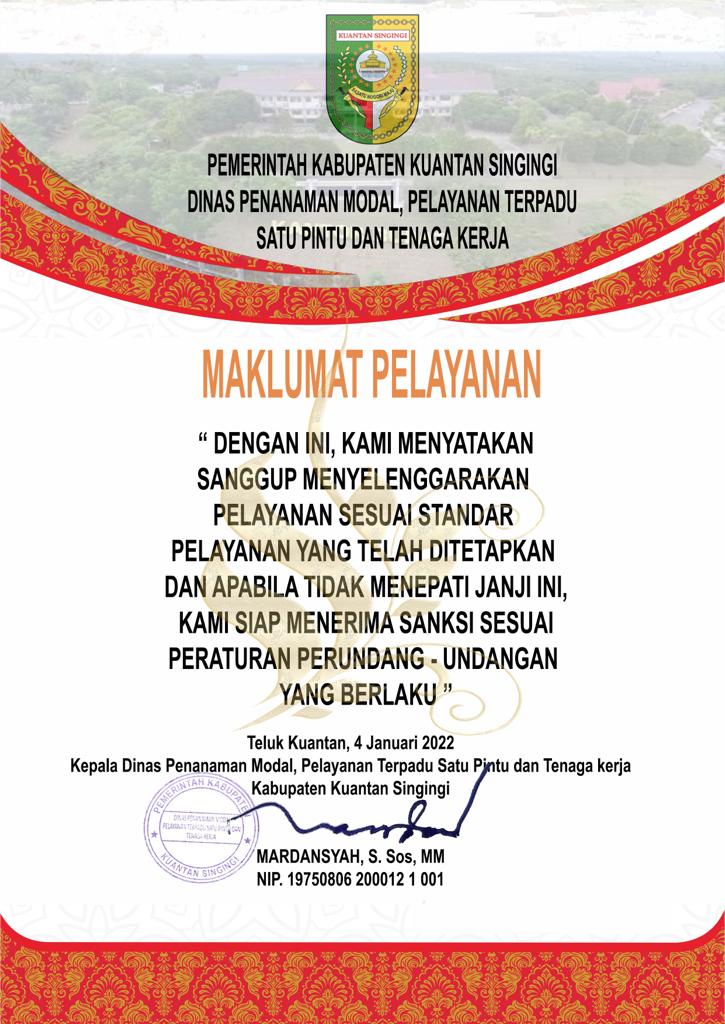 KUANTAN SINGINGI
BASATU NOGORI MAJU
PEMERINTAH KABUPATEN KUANTAN SINGINGI
DINAS PENANAMAN MODAL, PELAYANAN TERPADU
SATU PINTU DAN TENAGA KERJA
MAKLUMAT PELAYANAN
“ DENGAN INI, KAMI MENYATAKAN
SANGGUP MENYELENGGARAKAN
PELAYANAN SESUAI STANDAR
PELAYANAN YANG TELAH DITETAPKAN
DAN APABILA TIDAK MENEPATI JANJI INI,
KAMI SIAP MENERIMA SANKSI SESUAI
PERATURAN PERUNDANG - UNDANGAN
YANG BERLAKU ”
Teluk Kuantan, 4 Januari 2022
Kepala Dinas Penanaman Modal, Pelayanan Terpadu Satu Pintu dan Tenaga kerja
Kabupaten Kuantan Singingi
PEMERINTAH KABUPATE
DINAS PENANAMAN MODAL
PELAYANAN TERPADU SATU PINTU DAN
TENAGA KERJA
KUANTAN SINGINGI
MARDANSYAH, S. Sos, MM
NIP. 19750806 200012 1 001